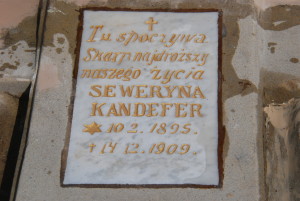 Tu spoczywa
Skarb najdroższy
naszego życia
SEWERYNA
KANDEFER
* 10 2. 1895.
† 14 12. 1909.